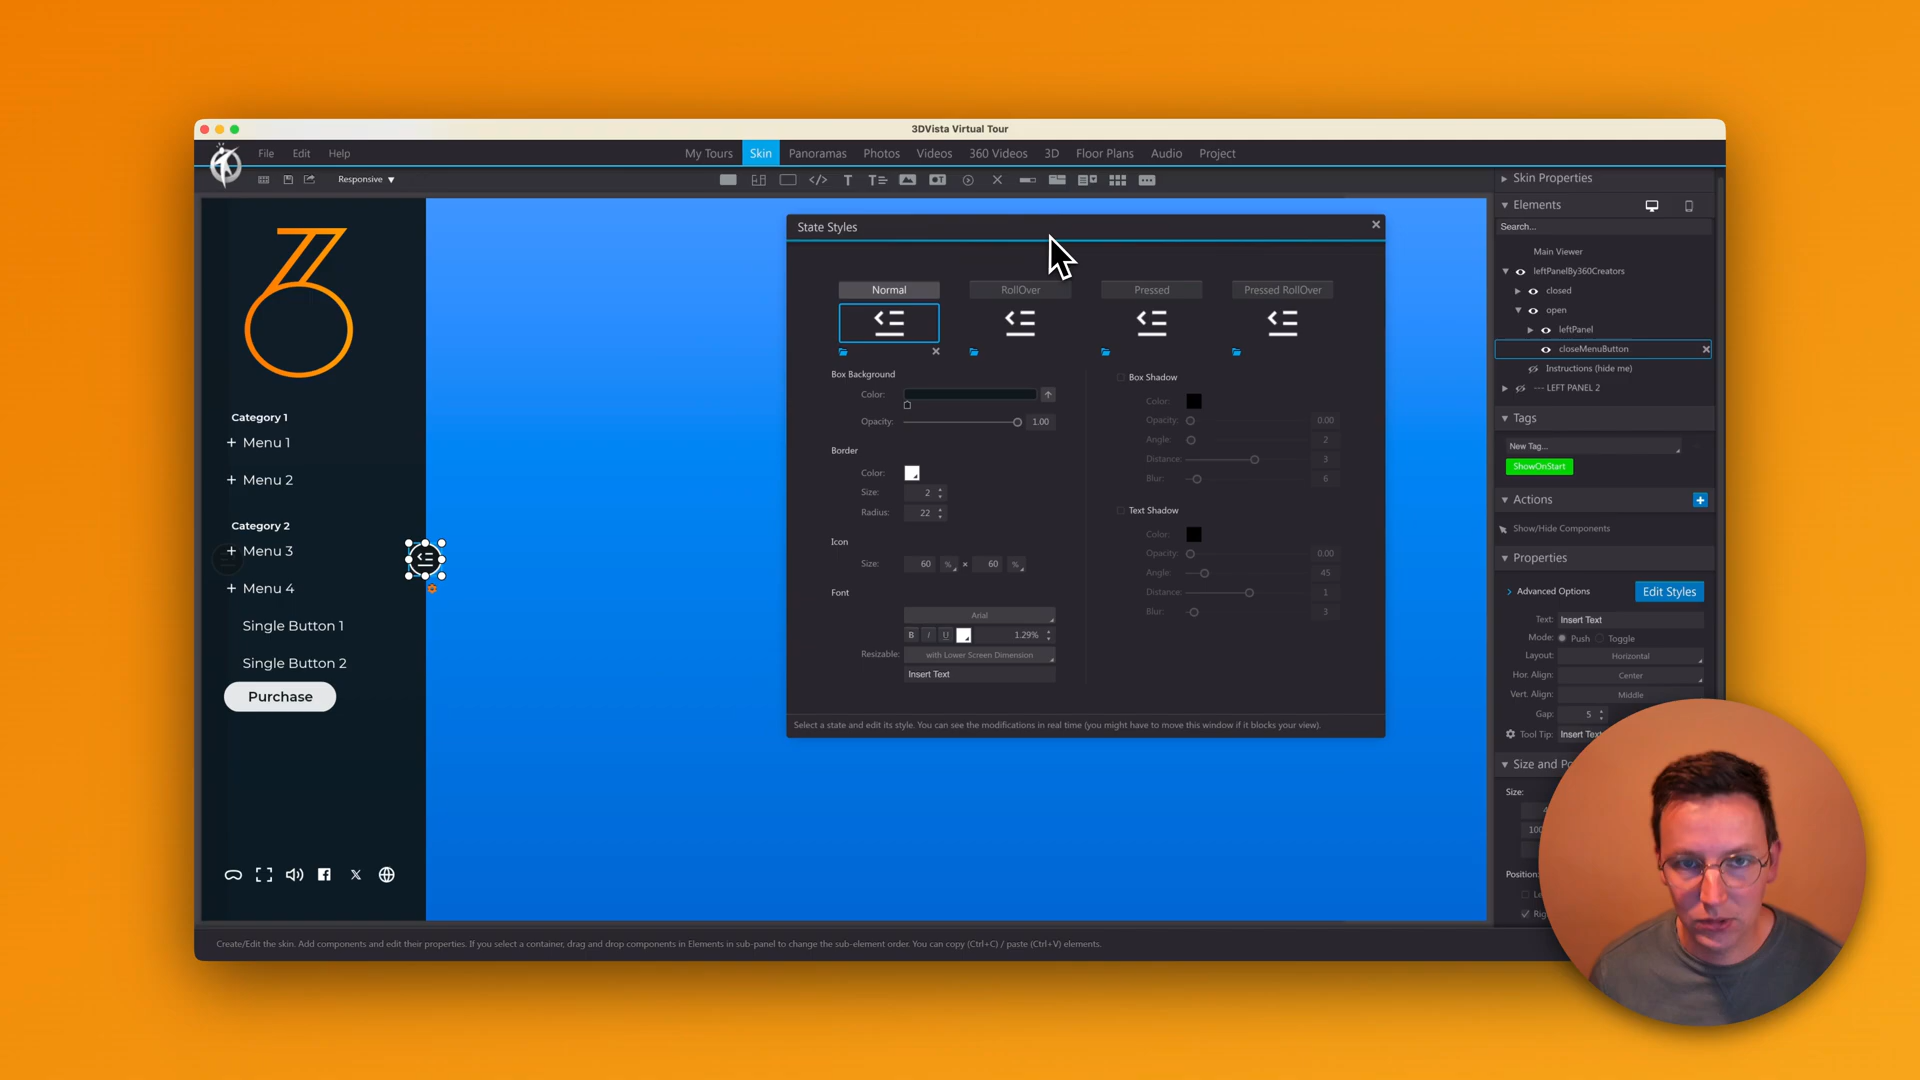 3DVista Virtual Tour
File Edit Help
My Tours Skin Panoramas Photos Videos 360 Videos 3D Floor Plans Audio Project
Responsive
Skin Properties
Elements
Search...
Main Viewer
leftPanelBy360Creators
closed
open
leftPanel
closeMenuButton
Instructions (hide me)
--- LEFT PANEL 2
Tags
New Tag...
ShowOnStart
Actions
Show/Hide Components
Properties
Advanced Options Edit Styles
Text: Insert Text
Mode: Push Toggle
Layout: Horizontal
Hor. Align: Center
Vert. Align: Middle
Gap: 5
Tool Tip: Insert Text
Size:
100
Position:
Category 1
+ Menu 1
+ Menu 2
Category 2
+ Menu 3
+ Menu 4
Single Button 1
Single Button 2
Purchase
State Styles
Normal RollOver Pressed Pressed RollOver
Box Background
Color:
Opacity: 1.00
Border
Color:
Size: 2
Radius: 22
Icon
Size: 60 % × 60 %
Font
Arial
B I U 1.29%
Resizable: with Lower Screen Dimension
Insert Text
Box Shadow
Color:
Opacity: 0.00
Angle: 2
Distance: 3
Blur: 6
Text Shadow
Color:
Opacity: 0.00
Angle: 45
Distance: 1
Blur: 3
Select a state and edit its style. You can see the modifications in real time (you might have to move this window if it blocks your view).
Create/Edit the skin. Add components and edit their properties. If you select a container, drag and drop components in Elements in sub-panel to change the sub-element order. You can copy (Ctrl+C) / paste (Ctrl+V) elements.